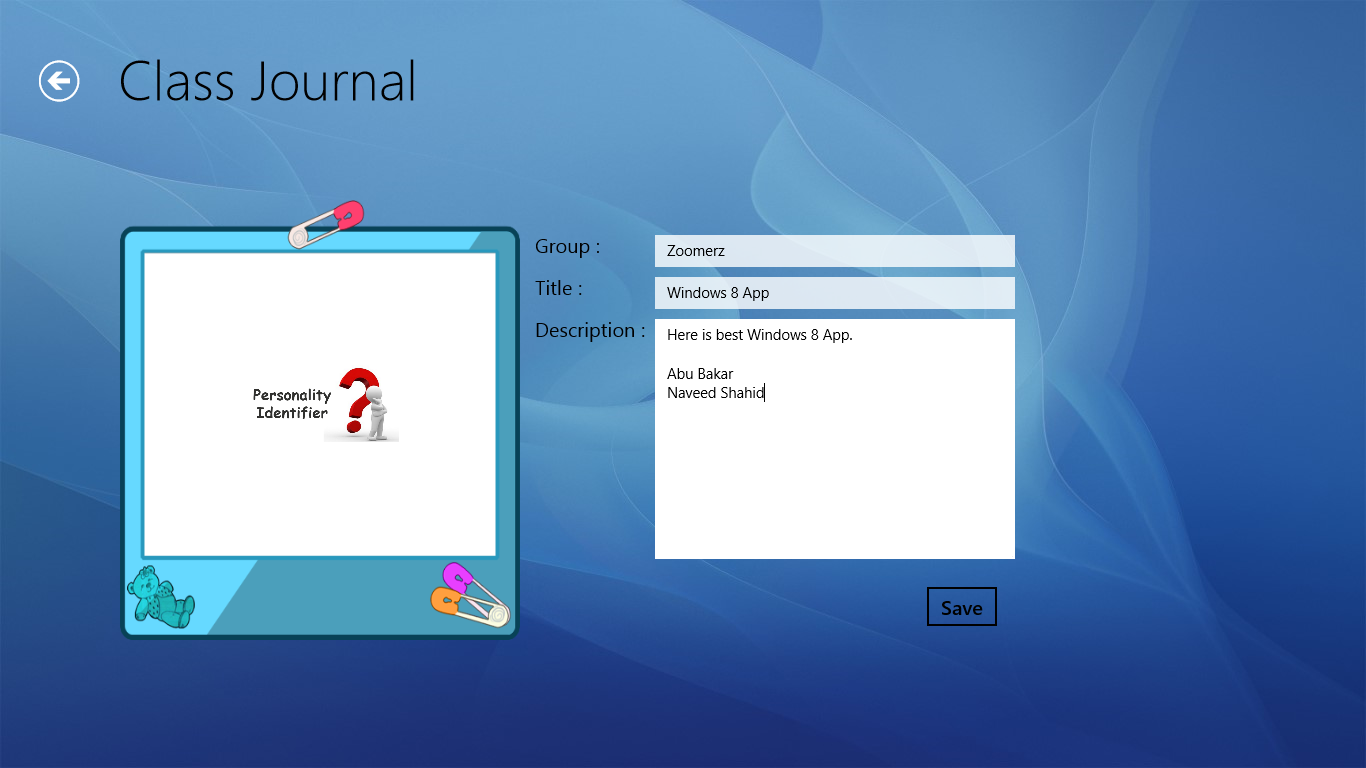 Class Journal
Personality
Identifier
Group :
Zoomerz
Title :
Windows 8 App
Description :
Here is best Windows 8 App.
Abu Bakar
Naveed Shahid
Save